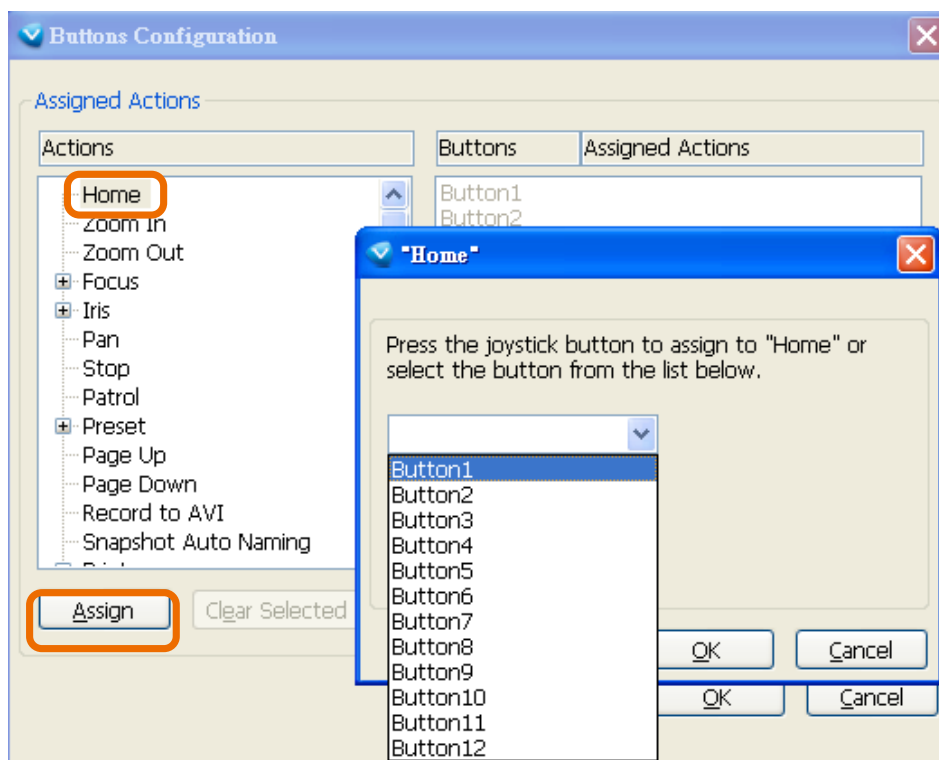 Buttons Configuration
Assigned Actions
Actions
Buttons
Assigned Actions
Home
Zoom In
Zoom Out
Focus
Iris
Pan
Stop
Patrol
Preset
Page Up
Page Down
Record to AVI
Snapshot Auto Naming
Button1
Button2
Assign
Clear Selected
"Home"
Press the joystick button to assign to "Home" or
select the button from the list below.
Button1
Button2
Button3
Button4
Button5
Button6
Button7
Button8
Button9
Button10
Button11
Button12
OK
Cancel
OK
Cancel